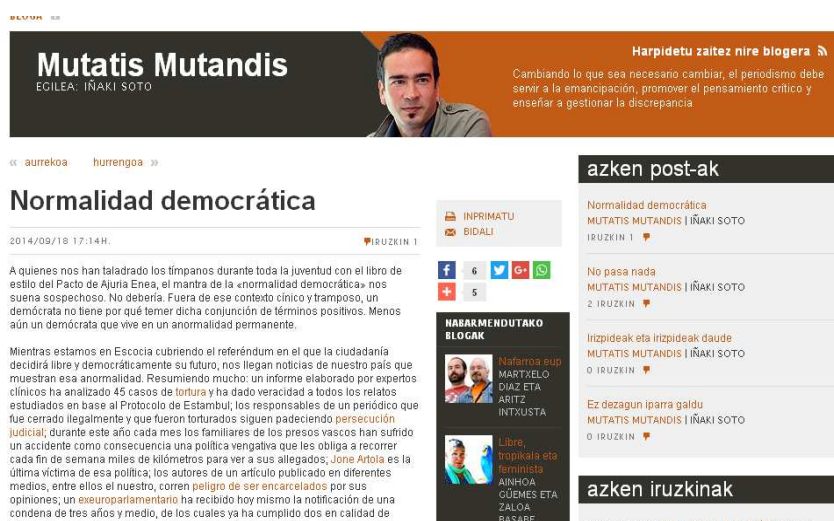 Mutatis Mutandis
EGILEA: IÑAKI SOTO
Harpidetu zaitez nire blogera
Cambiando lo que sea necesario cambiar, el periodismo debe
servir a la emancipación, promover el pensamiento crítico y
enseñar a gestionar la discrepancia
« aurrekoa hurrengoa »
Normalidad democrática
2014/09/18 17:14H.
IRUZKIN 1
A quienes nos han taladrado los tímpanos durante toda la juventud con el libro de
estilo del Pacto de Ajuria Enea, el mantra de la «normalidad democrática» nos
suena sospechoso. No debería. Fuera de ese contexto cínico y tramposo, un
demócrata no tiene por qué temer dicha conjunción de términos positivos. Menos
aún un demócrata que vive en un anormalidad permanente.
Mientras estamos en Escocia cubriendo el referéndum en el que la ciudadanía
decidirá libre y democráticamente su futuro, nos llegan noticias de nuestro país que
muestran esa anormalidad. Resumiendo mucho: un informe elaborado por expertos
clínicos ha analizado 45 casos de tortura y ha dado veracidad a todos los relatos
estudiados en base al Protocolo de Estambul; los responsables de un periódico que
fue cerrado ilegalmente y que fueron torturados siguen padeciendo persecución
judicial; durante este año cada mes los familiares de los presos vascos han sufrido
un accidente como consecuencia una política vengativa que les obliga a recorrer
cada fin de semana miles de kilómetros para ver a sus allegados; Jone Artola es la
última víctima de esa política; los autores de un artículo publicado en diferentes
medios, entre ellos el nuestro, corren peligro de ser encarcelados por sus
opiniones; un exeuroparlamentario ha recibido hoy mismo la notificación de una
condena de tres años y medio, de los cuales ya ha cumplido dos en calidad de
INPRIMATU
BIDALI
f 6 G+
+ 5
NABARMENDUTAKO
BLOGAK
Nafarroa.eup
MARTXELO
DIAZ ETA
ARITZ
INTXUSTA
Libre,
tropikala eta
feminista
AINHOA
GÜEMES ETA
ZALOA
BASABE
azken post-ak
Normalidad democrática
MUTATIS MUTANDIS | IÑAKI SOTO
IRUZKIN 1
No pasa nada
MUTATIS MUTANDIS | IÑAKI SOTO
2 IRUZKIN
Irizpideak eta irizpideak daude
MUTATIS MUTANDIS | IÑAKI SOTO
0 IRUZKIN
Ez dezagun iparra galdu
MUTATIS MUTANDIS | IÑAKI SOTO
0 IRUZKIN
azken iruzkinak